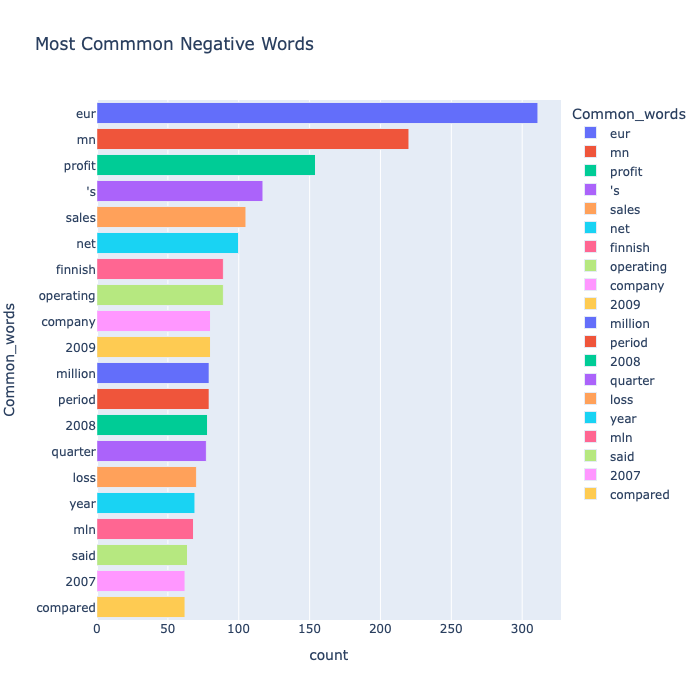 Most Commmon Negative Words
Common_words
eur
mn
profit
's
sales
net
finnish
operating
company
2009
million
period
2008
quarter
loss
year
mln
said
2007
compared
0 50 100 150 200 250 300
count
Common_words
eur
mn
profit
's
sales
net
finnish
operating
company
2009
million
period
2008
quarter
loss
year
mln
said
2007
compared